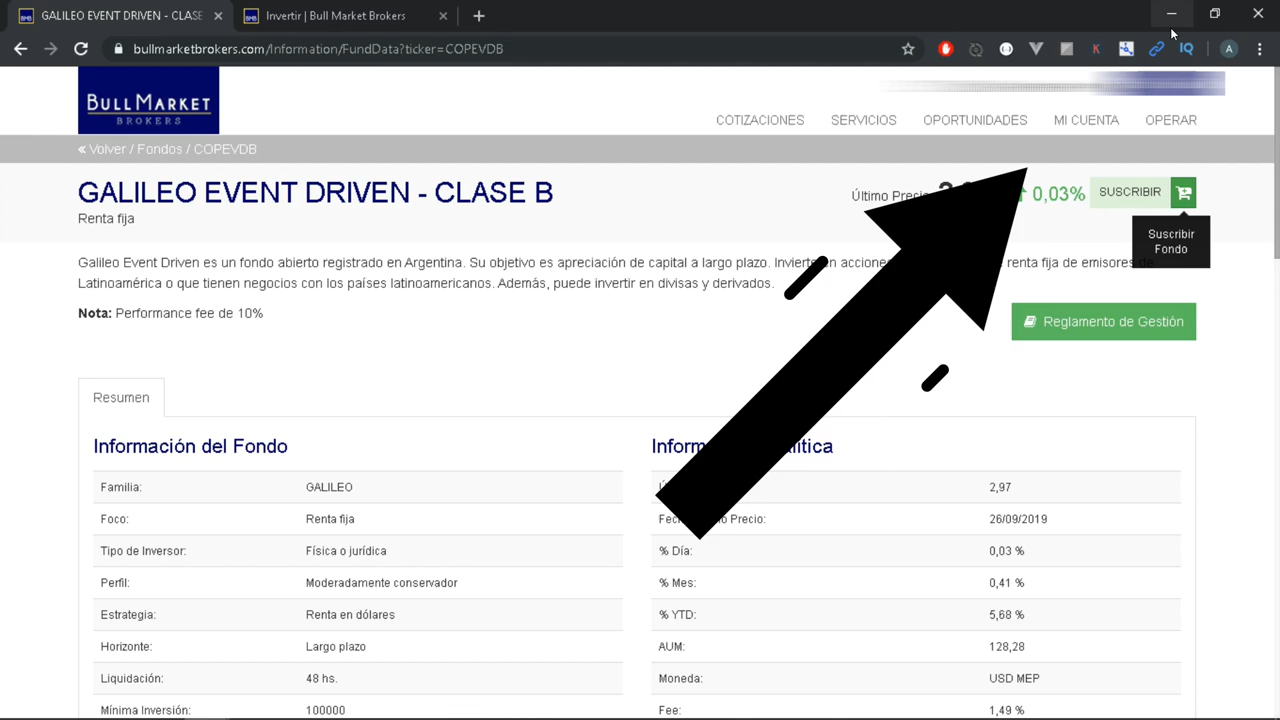 GALILEO EVENT DRIVEN - CLASE
Invertir | Bull Market Brokers
bullmarketbrokers.com/Information/FundData?ticker=COPEVDB
K
IQ
A
BULLMARKET
BROKERS
COTIZACIONES SERVICIOS OPORTUNIDADES MI CUENTA OPERAR
« Volver / Fondos / COPEVDB
GALILEO EVENT DRIVEN - CLASE B
Renta fija
Último Precio
0,03%
SUSCRIBIR
Suscribir
Fondo
Galileo Event Driven es un fondo abierto registrado en Argentina. Su objetivo es apreciación de capital a largo plazo. Invierte en acciones renta fija de emisores de
Latinoamérica o que tienen negocios con los países latinoamericanos. Además, puede invertir en divisas y derivados.
Nota: Performance fee de 10%
Reglamento de Gestión
Resumen
Información del Fondo
Familia: GALILEO
Foco: Renta fija
Tipo de Inversor: Física o jurídica
Perfil: Moderadamente conservador
Estrategia: Renta en dólares
Horizonte: Largo plazo
Liquidación: 48 hs.
Mínima Inversión: 100000
2,97
Precio: 26/09/2019
% Día: 0,03 %
% Mes: 0,41 %
% YTD: 5,68 %
AUM: 128,28
Moneda: USD MEP
Fee: 1,49 %